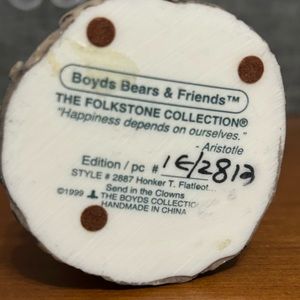 Boyds Bears & Friends™
THE FOLKSTONE COLLECTION®
"Happiness depends on ourselves."
- Aristotle
Edition / pc # 1E/2813
STYLE # 2887 Honker T. Flatfoot...
Send in the Clowns
©1999 THE BOYDS COLLECTION
HANDMADE IN CHINA